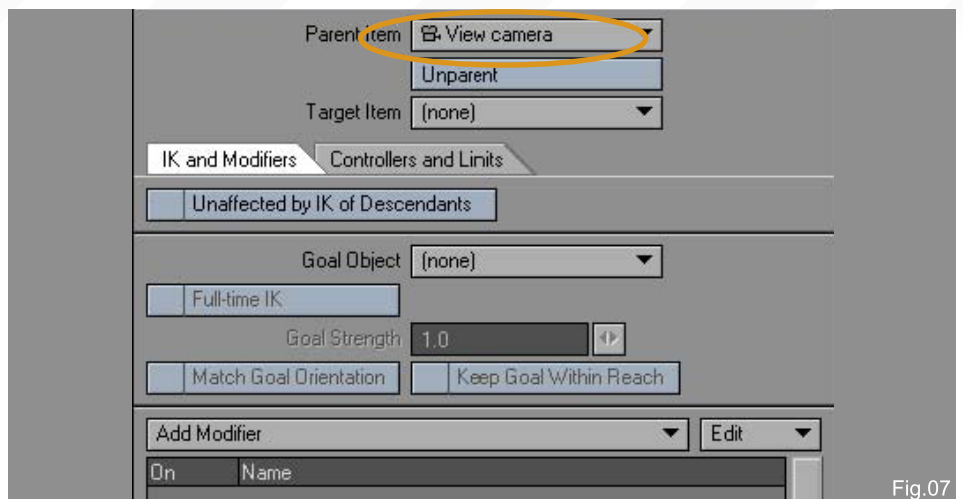 Parent Item View camera
Unparent
Target Item (none)
IK and Modifiers Controllers and Limits
Unaffected by IK of Descendants
Goal Object (none)
Full-time IK
Goal Strength 1.0
Match Goal Orientation Keep Goal Within Reach
Add Modifier Edit
On Name
Fig.07